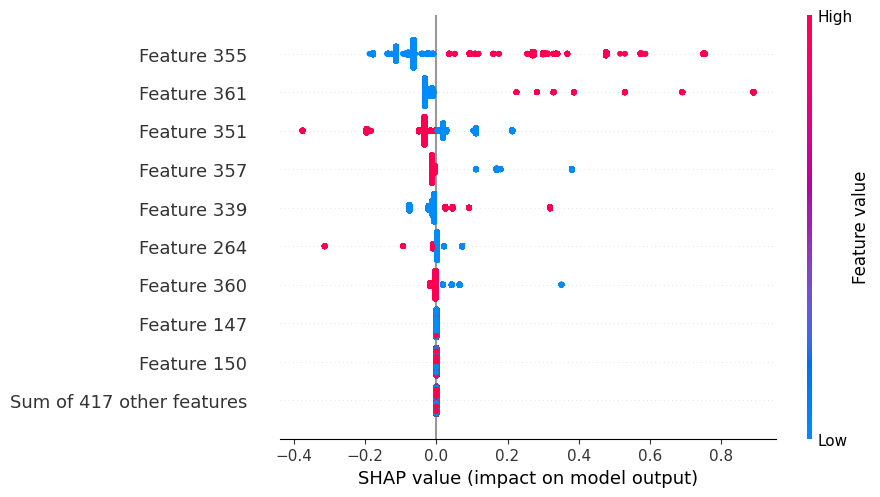 High
Feature 355
Feature 361
Feature 351
Feature 357
Feature 339
Feature 264
Feature 360
Feature 147
Feature 150
Sum of 417 other features
Feature value
Low
−0.4 −0.2 0.0 0.2 0.4 0.6 0.8
SHAP value (impact on model output)